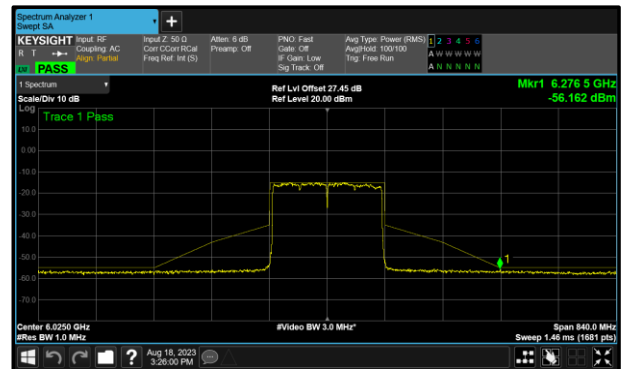 Spectrum Analyzer 1
Swept SA
+
KEYSIGHT Input: RF Input Z: 50 Ω Atten: 6 dB PNO: Fast Avg Type: Power (RMS) 1 2 3 4 5 6
R T Coupling: AC Corr CCorr RCal Preamp: Off Gate: Off Avg|Hold: 100/100 A W W W W W
Align: Partial Freq Ref: Int (S) IF Gain: Low Trig: Free Run
PASS Sig Track: Off A N N N N N
1 Spectrum Ref Lvl Offset 27.45 dB Mkr1 6.276 5 GHz
Scale/Div 10 dB Ref Level 20.00 dBm -56.162 dBm
Log Trace 1 Pass
10.0
0.00
-10.0
-20.0
-30.0
-40.0
1
-50.0
-60.0
-70.0
Center 6.0250 GHz #Video BW 3.0 MHz* Span 840.0 MHz
#Res BW 1.0 MHz Sweep 1.46 ms (1681 pts)
? Aug 18, 2023
3:26:00 PM